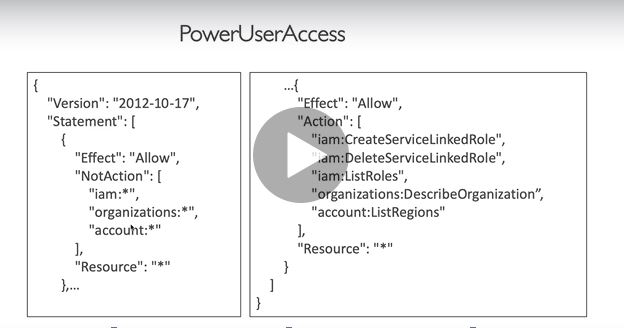 PowerUserAccess
{
"Version": "2012-10-17",
"Statement": [
{
"Effect": "Allow",
"NotAction": [
"iam:*",
"organizations:*",
"account:*"
],
"Resource": "*"
},...
...{
"Effect": "Allow",
"Action": [
"iam:CreateServiceLinkedRole",
"iam:DeleteServiceLinkedRole",
"iam:ListRoles",
"organizations:DescribeOrganization”,
"account:ListRegions"
],
"Resource": "*"
}
]
}